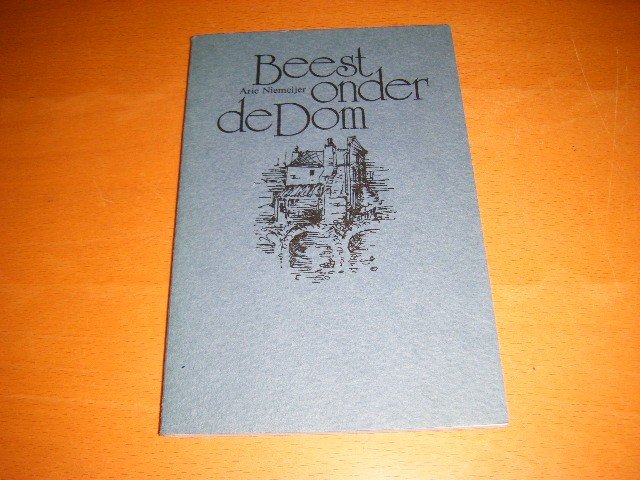 Beest
Arie Niemeijer
onder
de Dom